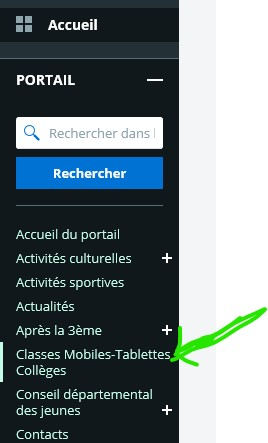 Accueil
PORTAIL
Rechercher dans
Rechercher
Accueil du portail
Activités culturelles
Activités sportives
Actualités
Après la 3ème
Classes Mobiles-Tablettes
Collèges
Conseil départemental
des jeunes
Contacts